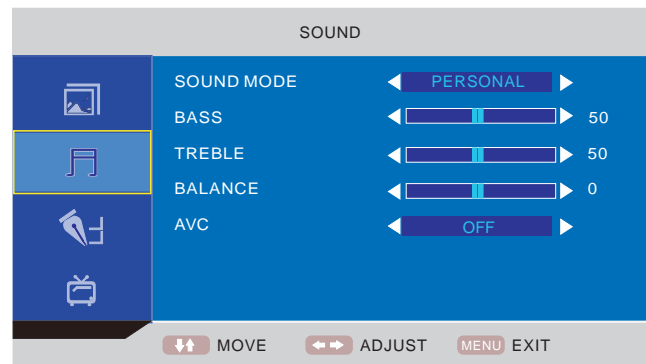 SOUND
SOUND MODE PERSONAL
BASS 50
TREBLE 50
BALANCE 0
AVC OFF
MOVE ADJUST MENU EXIT